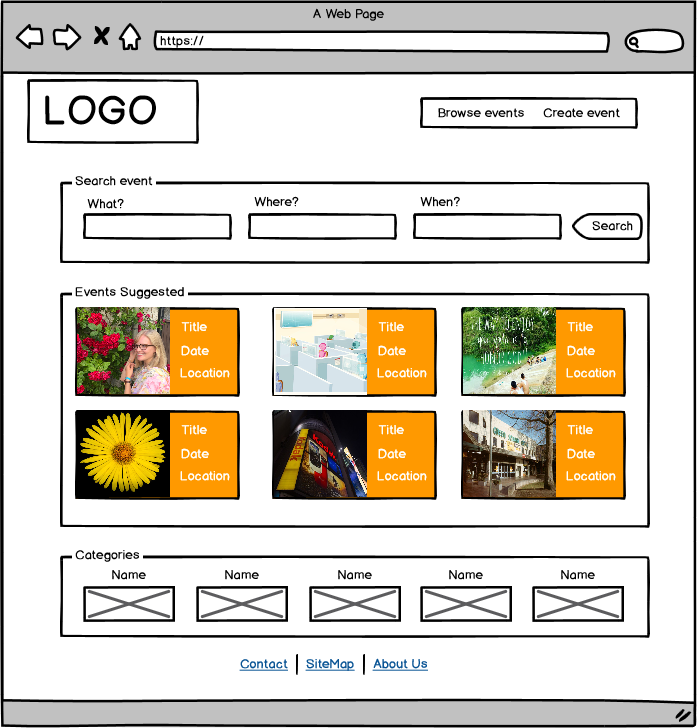 A Web Page
https://
LOGO
Browse events Create event
Search event
What? Where? When?
Search
Events Suggested
Title Title Title
Date Date Date
Location Location Location
Title Title Title
Date Date Date
Location Location Location
Categories
Name Name Name Name Name
Contact SiteMap About Us